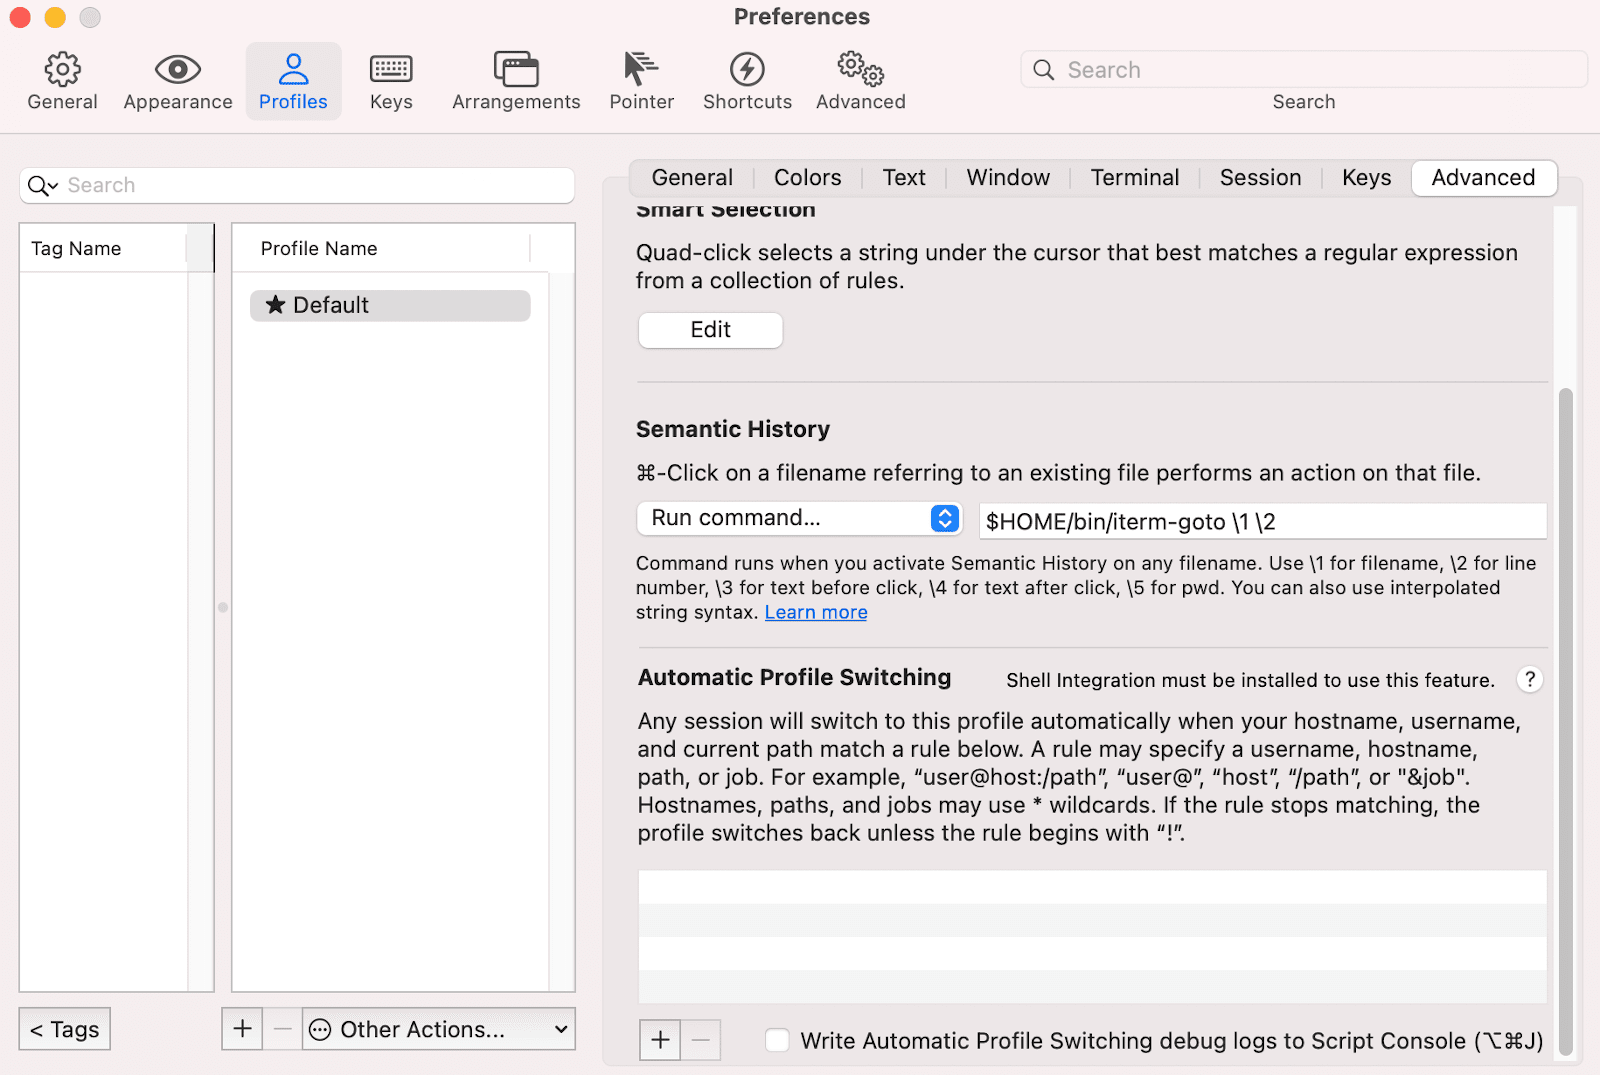 Preferences
General
Appearance
Profiles
Keys
Arrangements
Pointer
Shortcuts
Advanced
Search
Search
Search
Tag Name
Profile Name
★ Default
< Tags
+
−
Other Actions...
General
Colors
Text
Window
Terminal
Session
Keys
Advanced
Smart Selection
Quad-click selects a string under the cursor that best matches a regular expression
from a collection of rules.
Edit
Semantic History
⌘-Click on a filename referring to an existing file performs an action on that file.
Run command...
$HOME/bin/iterm-goto \1 \2
Command runs when you activate Semantic History on any filename. Use \1 for filename, \2 for line
number, \3 for text before click, \4 for text after click, \5 for pwd. You can also use interpolated
string syntax. Learn more
Automatic Profile Switching
Shell Integration must be installed to use this feature.
?
Any session will switch to this profile automatically when your hostname, username,
and current path match a rule below. A rule may specify a username, hostname,
path, or job. For example, “user@host:/path”, “user@”, “host”, “/path”, or "&job".
Hostnames, paths, and jobs may use * wildcards. If the rule stops matching, the
profile switches back unless the rule begins with “!”.
+
−
Write Automatic Profile Switching debug logs to Script Console (⌥⌘J)